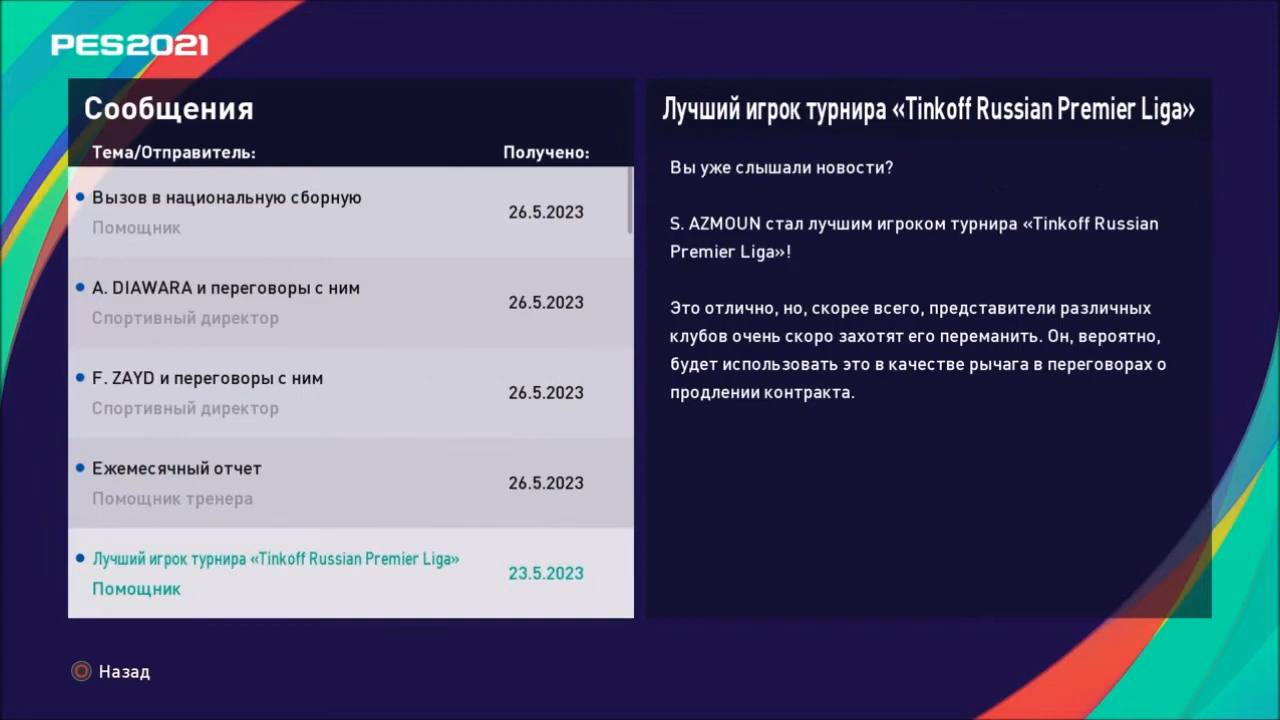 PES2021
Сообщения
Тема/Отправитель: Получено:
Вызов в национальную сборную
Помощник
26.5.2023
A. DIAWARA и переговоры с ним
Спортивный директор
26.5.2023
F. ZAYD и переговоры с ним
Спортивный директор
26.5.2023
Ежемесячный отчет
Помощник тренера
26.5.2023
Лучший игрок турнира «Tinkoff Russian Premier Liga»
Помощник
23.5.2023
Лучший игрок турнира «Tinkoff Russian Premier Liga»
Вы уже слышали новости?
S. AZMOUN стал лучшим игроком турнира «Tinkoff Russian
Premier Liga»!
Это отлично, но, скорее всего, представители различных
клубов очень скоро захотят его переманить. Он, вероятно,
будет использовать это в качестве рычага в переговорах о
продлении контракта.
Назад